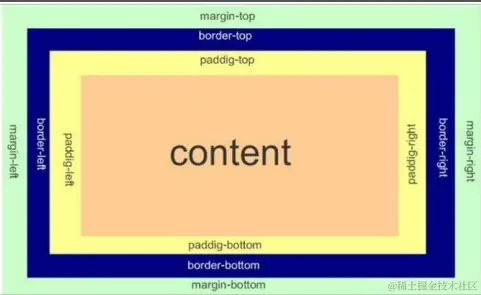 margin-top
border-top
paddig-top
margin-left
border-left
paddig-left
content
paddig-right
border-right
margin-right
paddig-bottom
border-bottom
margin-bottom
@稀土掘金技术社区